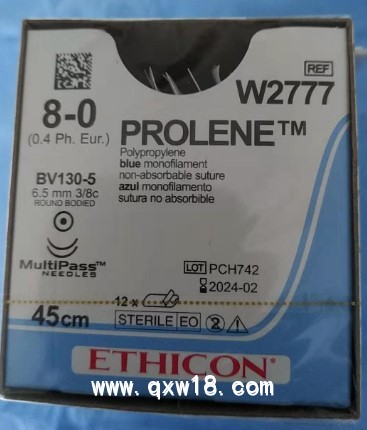 REF
W2777
8-0
(0.4 Ph. Eur.)
PROLENE™
Polypropylene
blue monofilament
non-absorbable suture
azul monofilamento
sutura no absorbible
BV130-5
6.5 mm 3/8c
ROUND BODIED
MultiPass™
NEEDLES
LOT PCH742
2024-02
12 x
45cm
STERILE EO
2
ETHICON®
www.qxw18.com